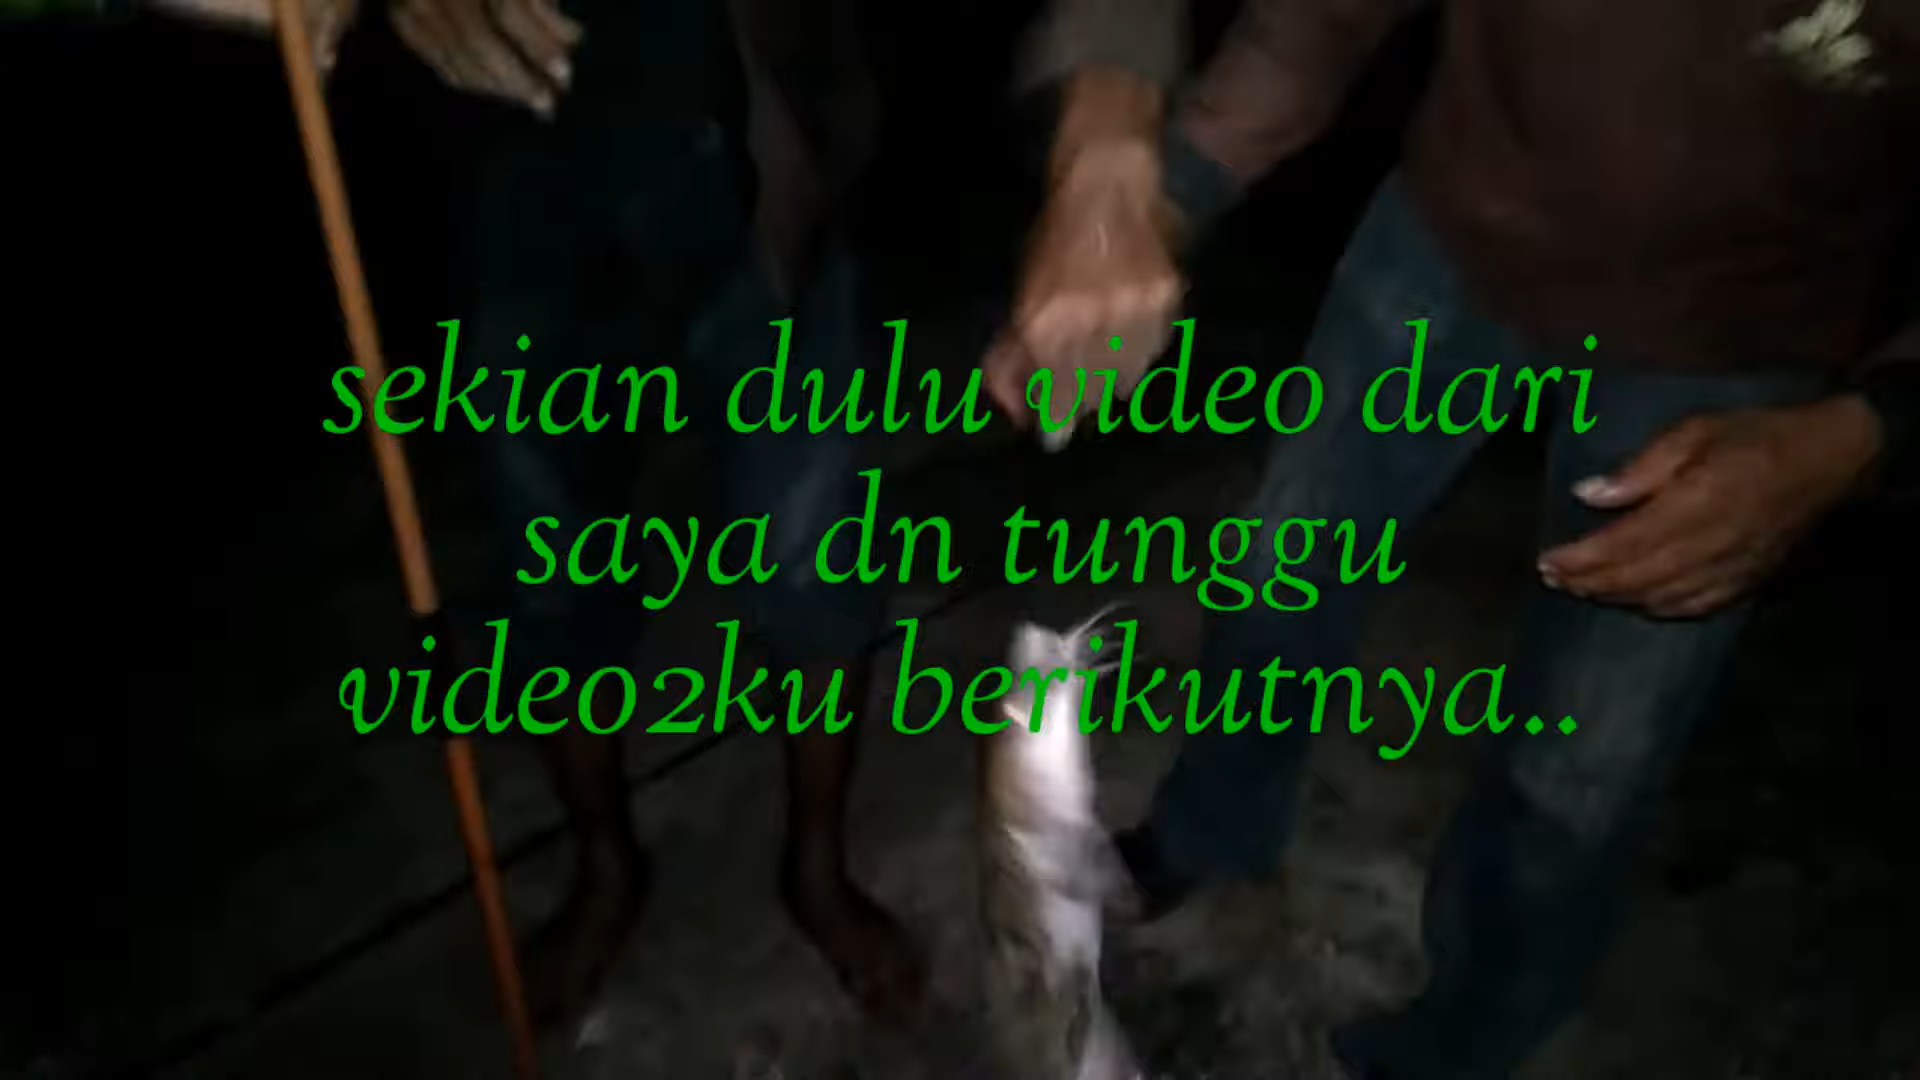 sekian dulu video dari
saya dn tunggu
video2ku berikutnya..